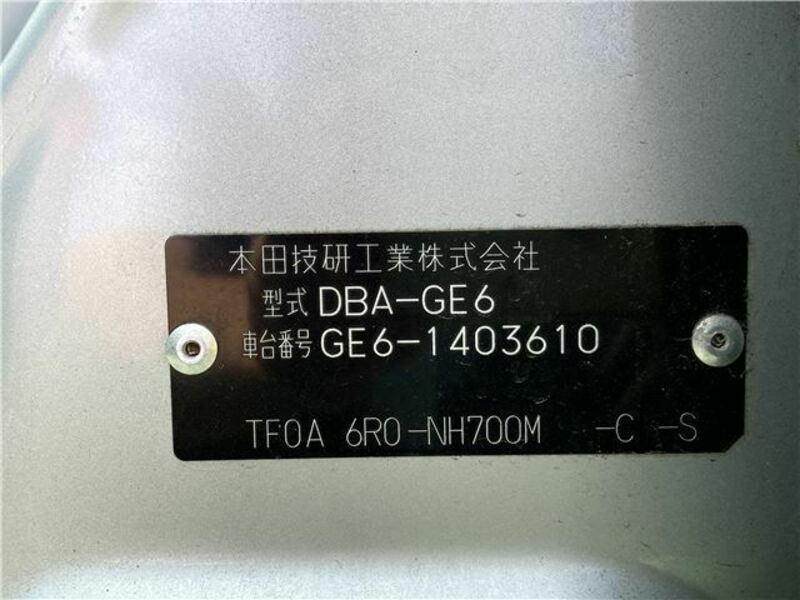 本田技研工業株式会社
型式 DBA-GE6
車台番号 GE6-1403610
TF0A 6R0-NH700M -C -S